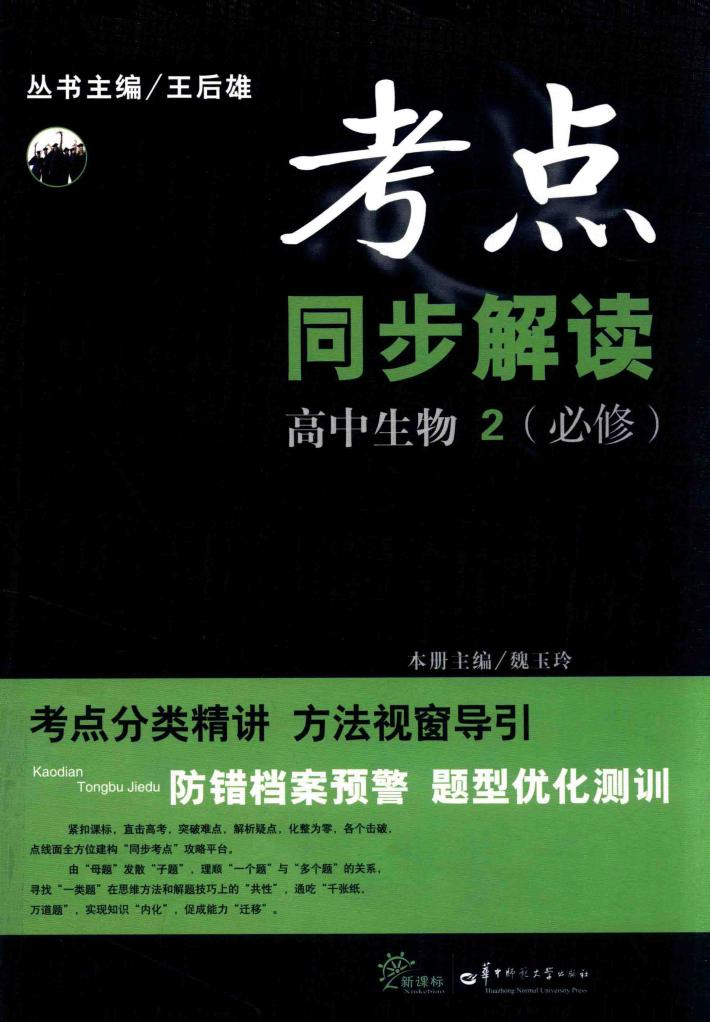 丛书主编/王后雄
考点
同步解读
高中生物 2（必修）
本册主编/魏玉玲
考点分类精讲 方法视窗导引
Kaodian
Tongbu Jiedu
防错档案预警 题型优化测训
紧扣课标，直击高考，突破难点，解析疑点，化整为零，各个击破，
点线面全方位建构“同步考点”攻略平台。
由“母题”发散“子题”，理顺“一个题”与“多个题”的关系，
寻找“一类题”在思维方法和解题技巧上的“共性”，通吃“千张纸，
万道题”，实现知识“内化”，促成能力“迁移”。
新课标
Xinkebiao
华中师范大学出版社
Huazhong Normal University Press